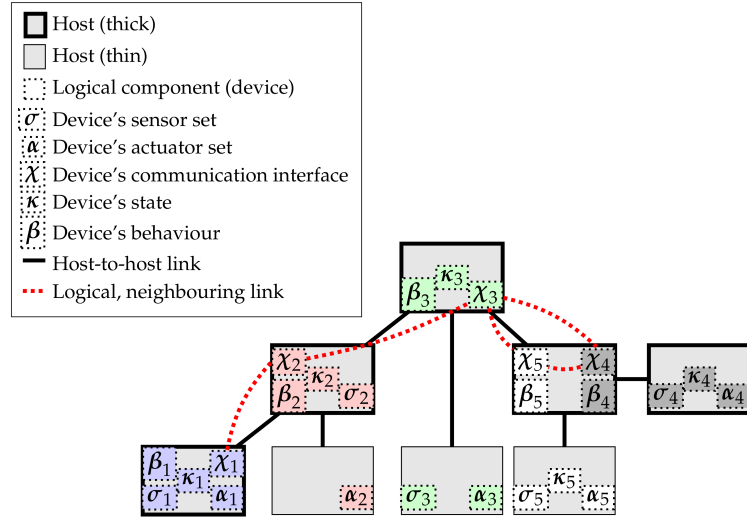 Host (thick)
Host (thin)
Logical component (device)
σ Device's sensor set
α Device's actuator set
χ Device's communication interface
κ Device's state
β Device's behaviour
Host-to-host link
Logical, neighbouring link
κ3
β3 χ3
χ2
κ2
β2 σ2
χ5 χ4
β5 β4
κ4
σ4 α4
β1 χ1
κ1
σ1 α1
α2
σ3 α3
κ5
σ5 α5